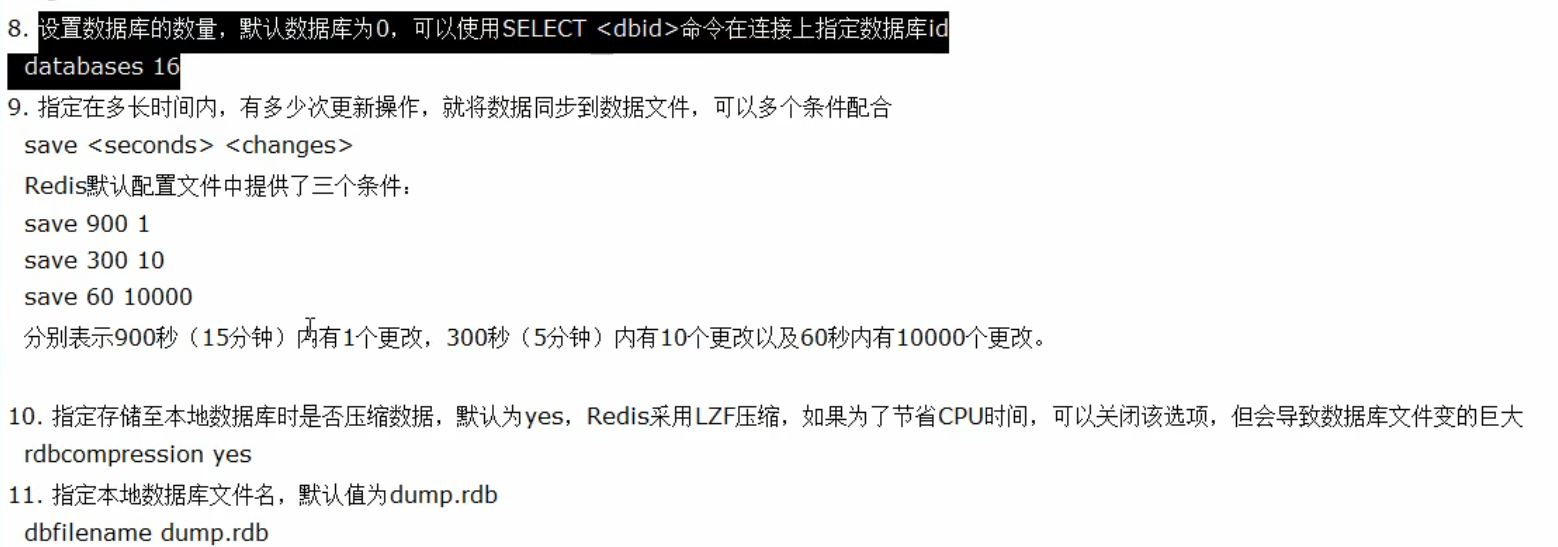 8. 设置数据库的数量，默认数据库为0，可以使用SELECT <dbid>命令在连接上指定数据库id
databases 16
9. 指定在多长时间内，有多少次更新操作，就将数据同步到数据文件，可以多个条件配合
save <seconds> <changes>
Redis默认配置文件中提供了三个条件：
save 900 1
save 300 10
save 60 10000
分别表示900秒（15分钟）内有1个更改，300秒（5分钟）内有10个更改以及60秒内有10000个更改。
10. 指定存储至本地数据库时是否压缩数据，默认为yes，Redis采用LZF压缩，如果为了节省CPU时间，可以关闭该选项，但会导致数据库文件变的巨大
rdbcompression yes
11. 指定本地数据库文件名，默认值为dump.rdb
dbfilename dump.rdb